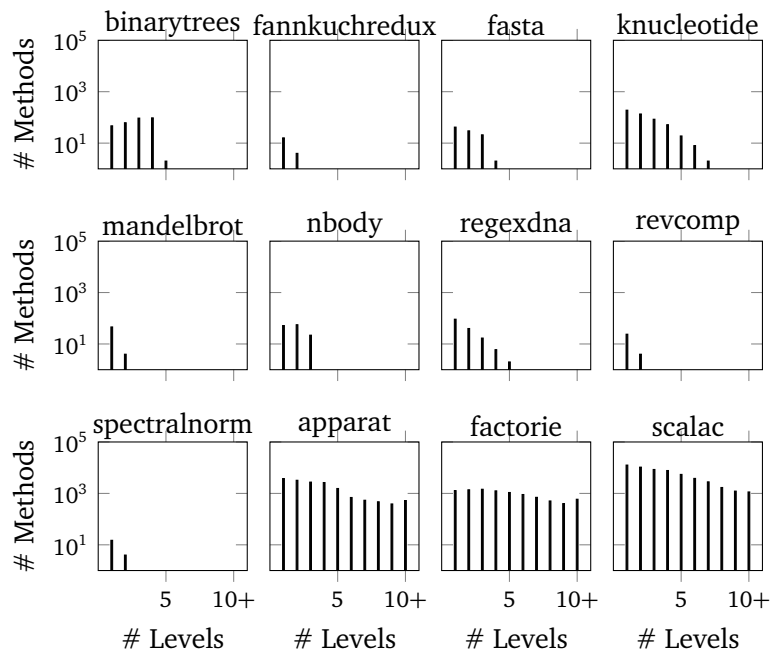 binarytrees fannkuchredux fasta knucleotide
10^5
10^3
10^1
# Methods
mandelbrot nbody regexdna revcomp
10^5
10^3
10^1
# Methods
spectralnorm apparat factorie scalac
10^5
10^3
10^1
# Methods
5 10+ 5 10+ 5 10+ 5 10+
# Levels # Levels # Levels # Levels